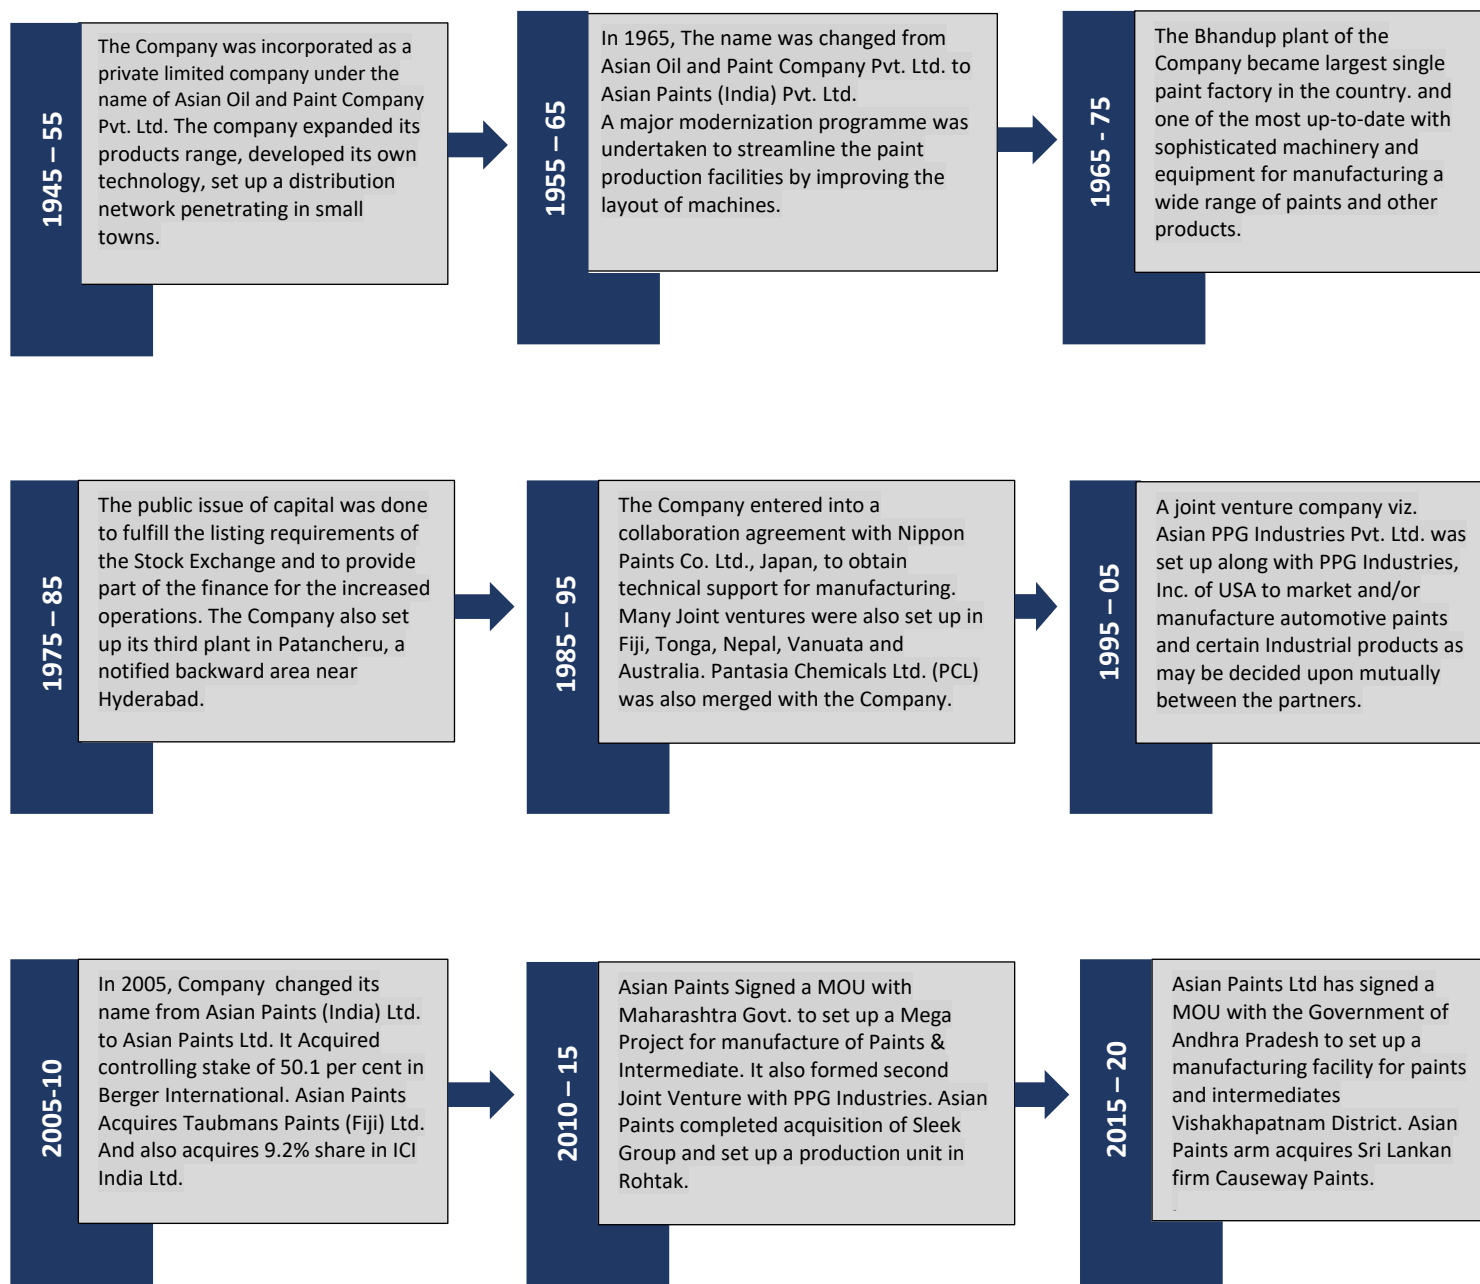 1945 – 55
The Company was incorporated as a
private limited company under the
name of Asian Oil and Paint Company
Pvt. Ltd. The company expanded its
products range, developed its own
technology, set up a distribution
network penetrating in small
towns.
1955 – 65
In 1965, The name was changed from
Asian Oil and Paint Company Pvt. Ltd. to
Asian Paints (India) Pvt. Ltd.
A major modernization programme was
undertaken to streamline the paint
production facilities by improving the
layout of machines.
1965 - 75
The Bhandup plant of the
Company became largest single
paint factory in the country. and
one of the most up-to-date with
sophisticated machinery and
equipment for manufacturing a
wide range of paints and other
products.
1975 – 85
The public issue of capital was done
to fulfill the listing requirements of
the Stock Exchange and to provide
part of the finance for the increased
operations. The Company also set
up its third plant in Patancheru, a
notified backward area near
Hyderabad.
1985 – 95
The Company entered into a
collaboration agreement with Nippon
Paints Co. Ltd., Japan, to obtain
technical support for manufacturing.
Many Joint ventures were also set up in
Fiji, Tonga, Nepal, Vanuata and
Australia. Pantasia Chemicals Ltd. (PCL)
was also merged with the Company.
1995 – 05
A joint venture company viz.
Asian PPG Industries Pvt. Ltd. was
set up along with PPG Industries,
Inc. of USA to market and/or
manufacture automotive paints
and certain Industrial products as
may be decided upon mutually
between the partners.
2005-10
In 2005, Company changed its
name from Asian Paints (India) Ltd.
to Asian Paints Ltd. It Acquired
controlling stake of 50.1 per cent in
Berger International. Asian Paints
Acquires Taubmans Paints (Fiji) Ltd.
And also acquires 9.2% share in ICI
India Ltd.
2010 – 15
Asian Paints Signed a MOU with
Maharashtra Govt. to set up a Mega
Project for manufacture of Paints &
Intermediate. It also formed second
Joint Venture with PPG Industries. Asian
Paints completed acquisition of Sleek
Group and set up a production unit in
Rohtak.
2015 – 20
Asian Paints Ltd has signed a
MOU with the Government of
Andhra Pradesh to set up a
manufacturing facility for paints
and intermediates
Vishakhapatnam District. Asian
Paints arm acquires Sri Lankan
firm Causeway Paints.